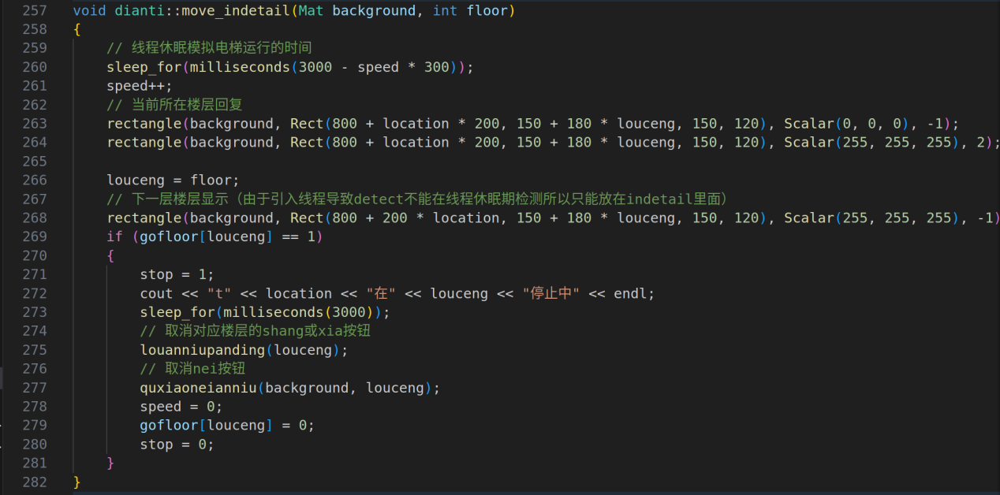 257 void dianti::move_indetail(Mat background, int floor)
258 {
259 // 线程休眠模拟电梯运行的时间
260 sleep_for(milliseconds(3000 - speed * 300));
261 speed++;
262 // 当前所在楼层回复
263 rectangle(background, Rect(800 + location * 200, 150 + 180 * louceng, 150, 120), Scalar(0, 0, 0), -1);
264 rectangle(background, Rect(800 + location * 200, 150 + 180 * louceng, 150, 120), Scalar(255, 255, 255), 2);
265
266 louceng = floor;
267 // 下一层楼层显示（由于引入线程导致detect不能在线程休眠期检测所以只能放在indetail里面）
268 rectangle(background, Rect(800 + 200 * location, 150 + 180 * louceng, 150, 120), Scalar(255, 255, 255), -1)
269 if (gofloor[louceng] == 1)
270 {
271 stop = 1;
272 cout << "t" << location << "在" << louceng << "停止中" << endl;
273 sleep_for(milliseconds(3000));
274 // 取消对应楼层的shang或xia按钮
275 louanniupanding(louceng);
276 // 取消nei按钮
277 quxiaoneianniu(background, louceng);
278 speed = 0;
279 gofloor[louceng] = 0;
280 stop = 0;
281 }
282 }